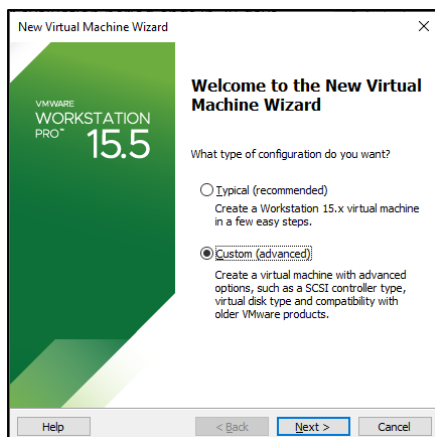 New Virtual Machine Wizard
VMWARE
WORKSTATION
PRO™ 15.5
Welcome to the New Virtual
Machine Wizard
What type of configuration do you want?
Typical (recommended)
Create a Workstation 15.x virtual machine
in a few easy steps.
Custom (advanced)
Create a virtual machine with advanced
options, such as a SCSI controller type,
virtual disk type and compatibility with
older VMware products.
Help
< Back
Next >
Cancel